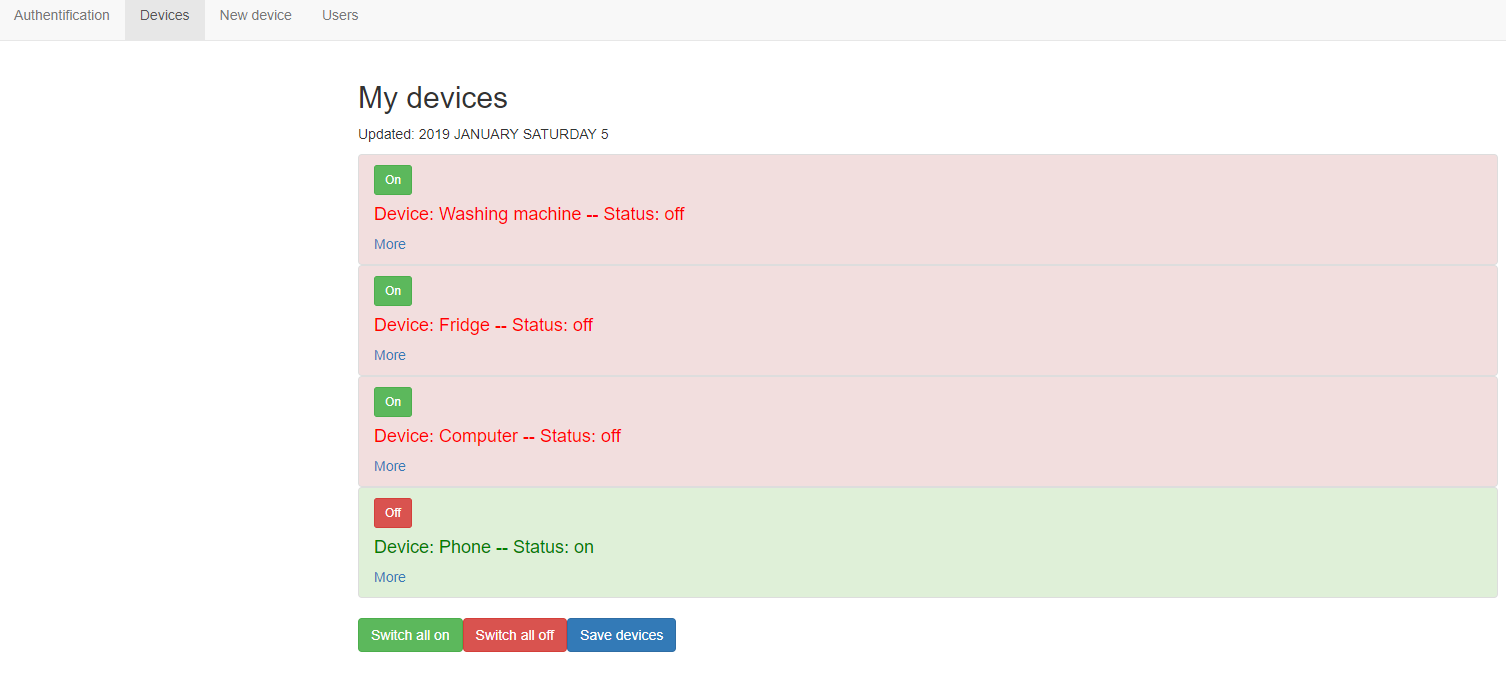 Authentification Devices New device Users
My devices
Updated: 2019 JANUARY SATURDAY 5
On
Device: Washing machine -- Status: off
More
On
Device: Fridge -- Status: off
More
On
Device: Computer -- Status: off
More
Off
Device: Phone -- Status: on
More
Switch all on Switch all off Save devices